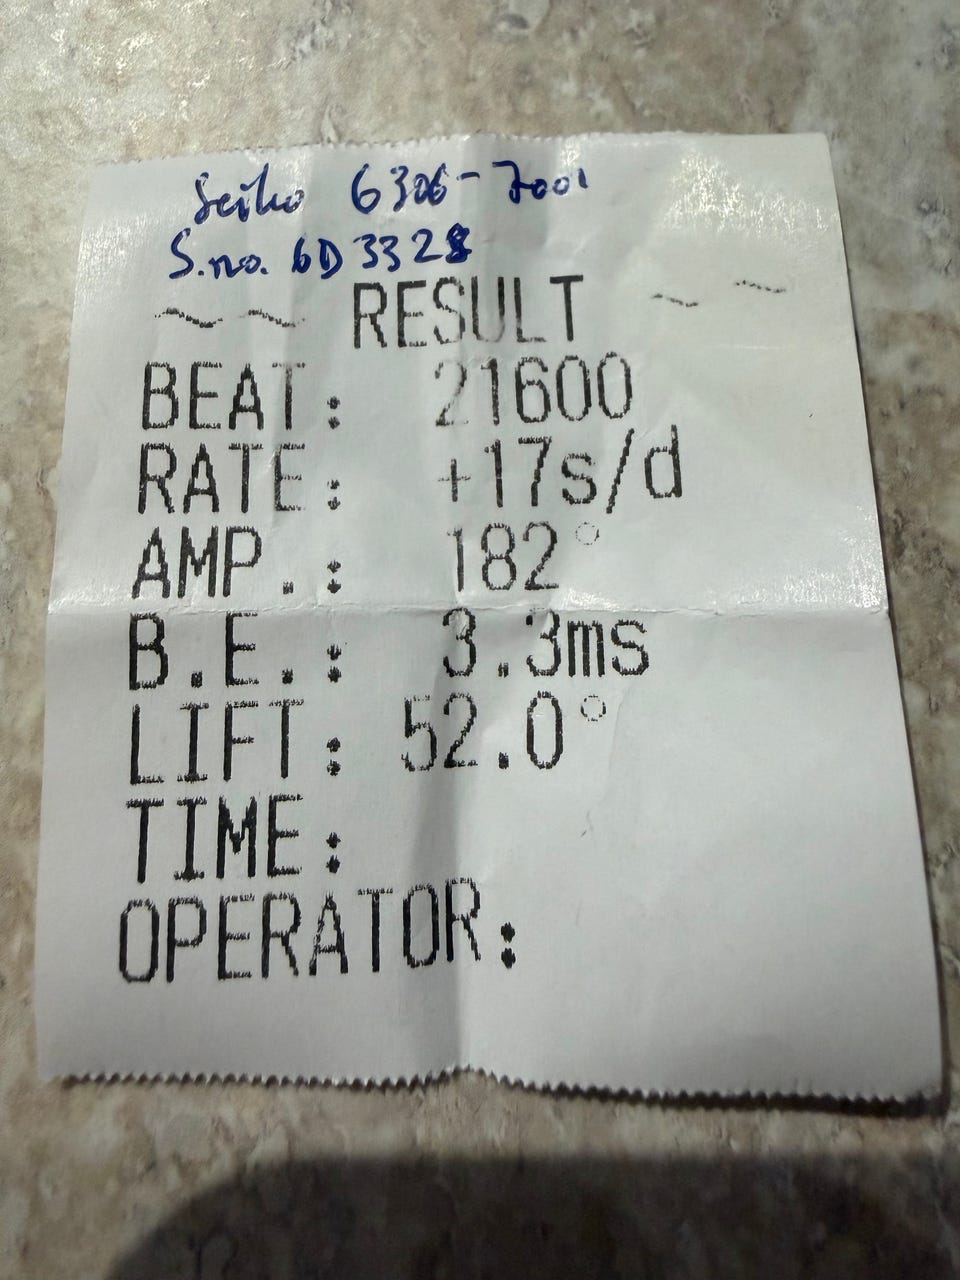 Seiko 6306-7001
S.no. 6D3328
~~ RESULT ~~
BEAT: 21600
RATE: +17s/d
AMP.: 182°
B.E.: 3.3ms
LIFT: 52.0°
TIME:
OPERATOR: